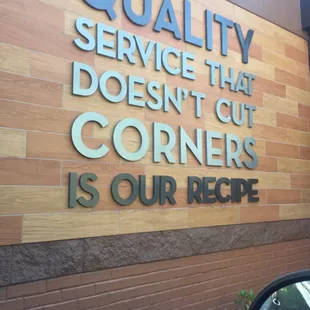 QUALITY
SERVICE THAT
DOESN'T CUT
CORNERS
IS OUR RECIPE